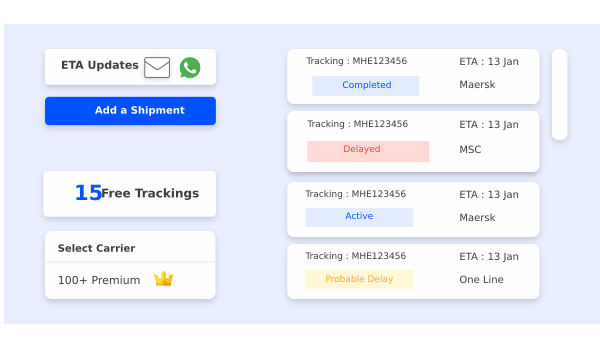 ETA Updates
Add a Shipment
15 Free Trackings
Select Carrier
100+ Premium
Tracking : MHE123456
ETA : 13 Jan
Completed
Maersk
Tracking : MHE123456
ETA : 13 Jan
Delayed
MSC
Tracking : MHE123456
ETA : 13 Jan
Active
Maersk
Tracking : MHE123456
ETA : 13 Jan
Probable Delay
One Line